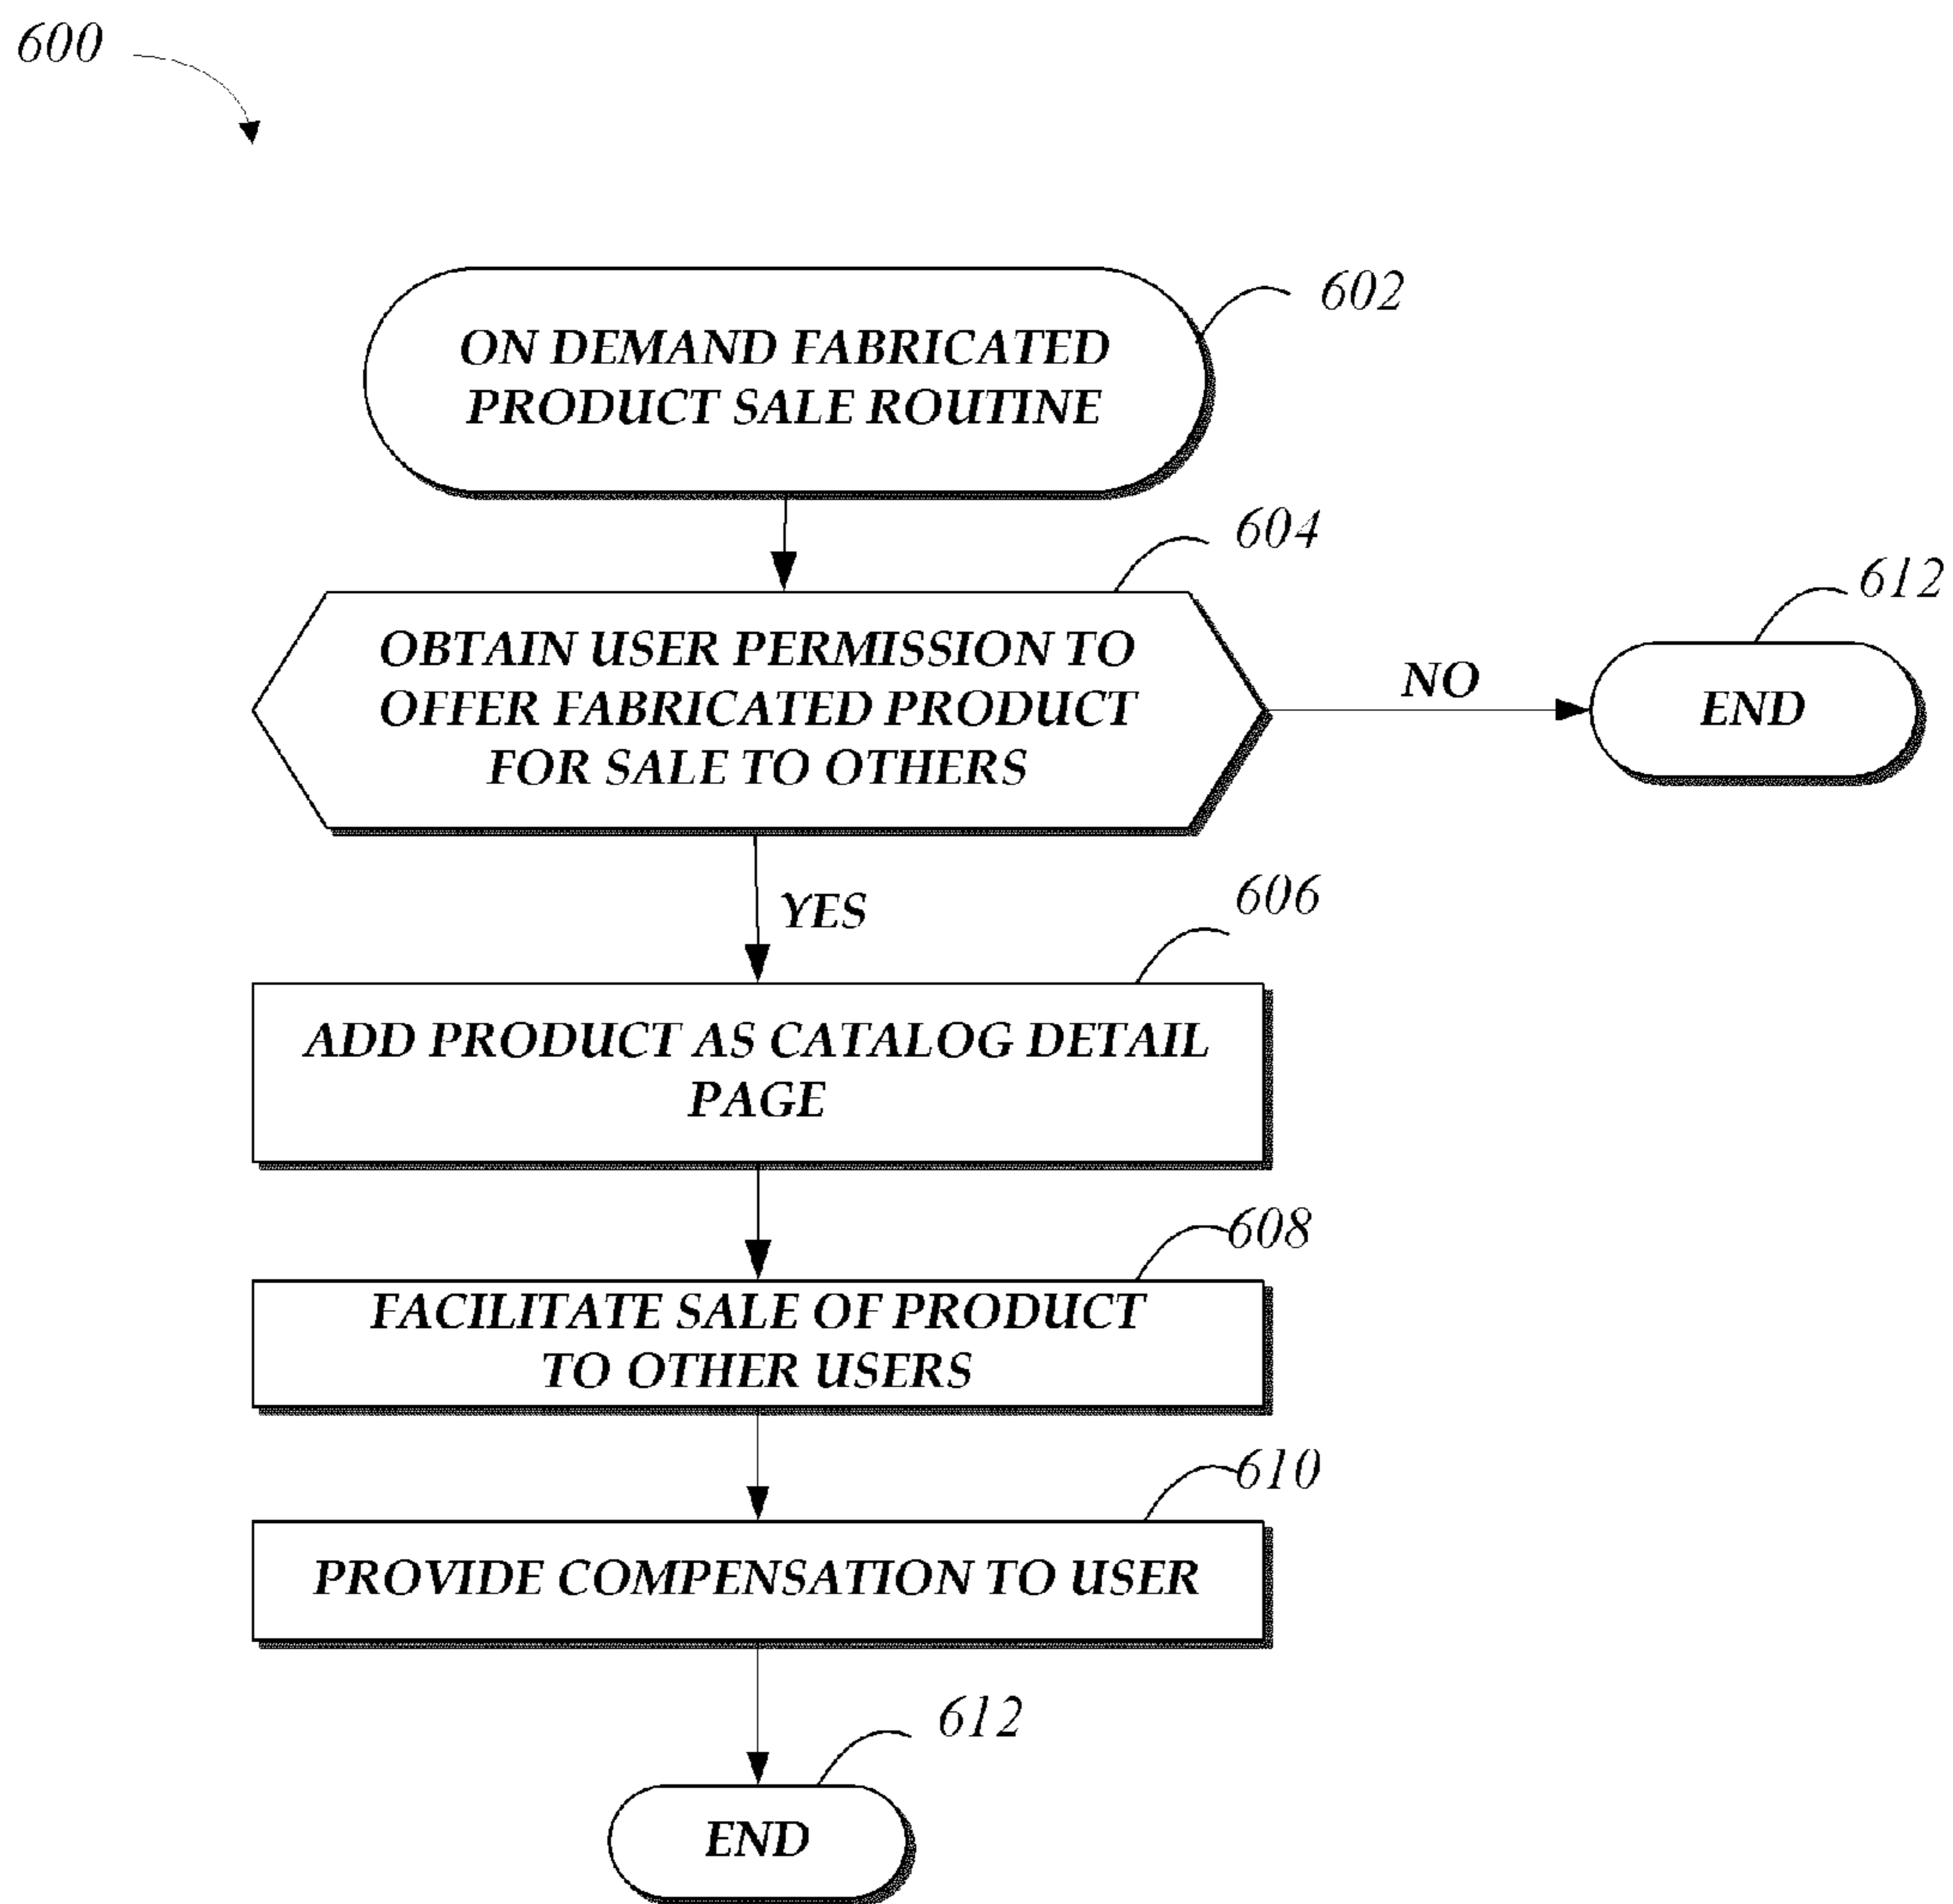 600
602
ON DEMAND FABRICATED
PRODUCT SALE ROUTINE
604
OBTAIN USER PERMISSION TO
OFFER FABRICATED PRODUCT
FOR SALE TO OTHERS
NO
612
END
YES
606
ADD PRODUCT AS CATALOG DETAIL
PAGE
608
FACILITATE SALE OF PRODUCT
TO OTHER USERS
610
PROVIDE COMPENSATION TO USER
612
END